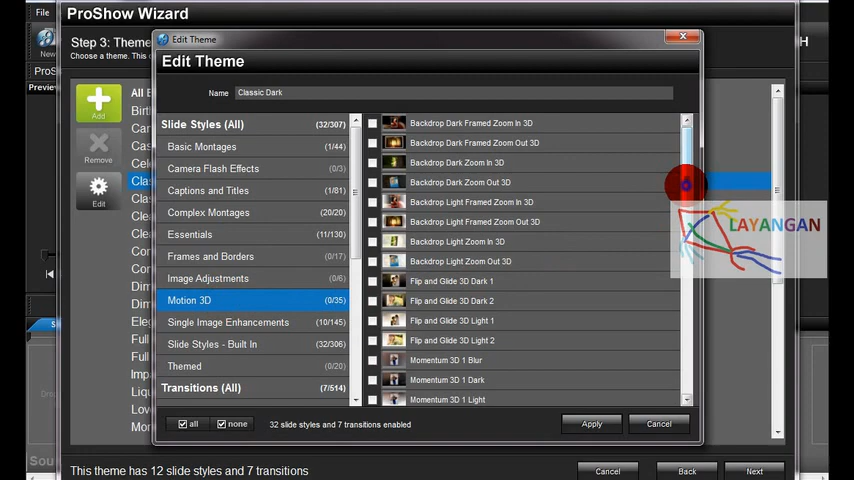 File
ProShow Wizard
H
New
ProS
Preview
Step 3: Theme
Choose a theme. This
Add
Remove
Edit
All
Birt
Car
Cas
Cel
Clas
Clas
Clea
Clea
Con
Con
Dim
Dim
Eleg
Full
Full
Impa
Liqu
Love
Mor
Edit Theme
Edit Theme
Name
Classic Dark
Slide Styles (All) (32/307)
Basic Montages (1/44)
Camera Flash Effects (0/3)
Captions and Titles (1/81)
Complex Montages (20/20)
Essentials (11/130)
Frames and Borders (0/17)
Image Adjustments (0/6)
Motion 3D (0/35)
Single Image Enhancements (10/145)
Slide Styles - Built In (32/306)
Themed (0/20)
Transitions (All) (7/514)
Backdrop Dark Framed Zoom In 3D
Backdrop Dark Framed Zoom Out 3D
Backdrop Dark Zoom In 3D
Backdrop Dark Zoom Out 3D
Backdrop Light Framed Zoom In 3D
Backdrop Light Framed Zoom Out 3D
Backdrop Light Zoom In 3D
Backdrop Light Zoom Out 3D
Flip and Glide 3D Dark 1
Flip and Glide 3D Dark 2
Flip and Glide 3D Light 1
Flip and Glide 3D Light 2
Momentum 3D 1 Blur
Momentum 3D 1 Dark
Momentum 3D 1 Light
LAYANGAN
all none 32 slide styles and 7 transitions enabled
Apply
Cancel
Sou
This theme has 12 slide styles and 7 transitions
Cancel
Back
Next